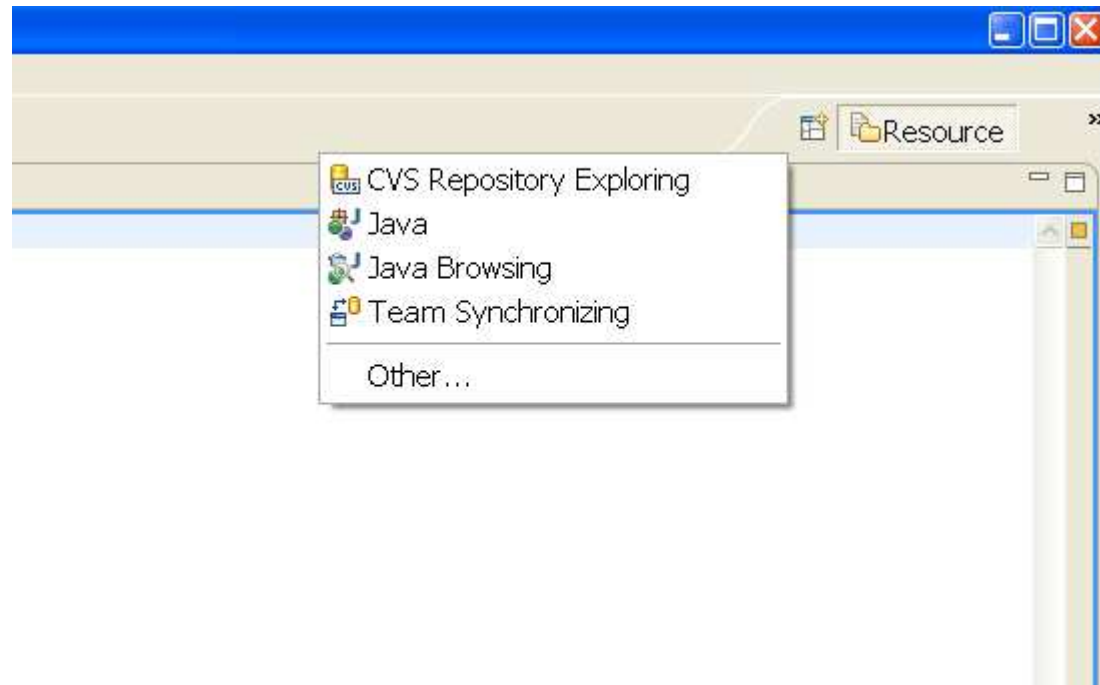 Resource
»
CVS Repository Exploring
Java
Java Browsing
Team Synchronizing
Other...